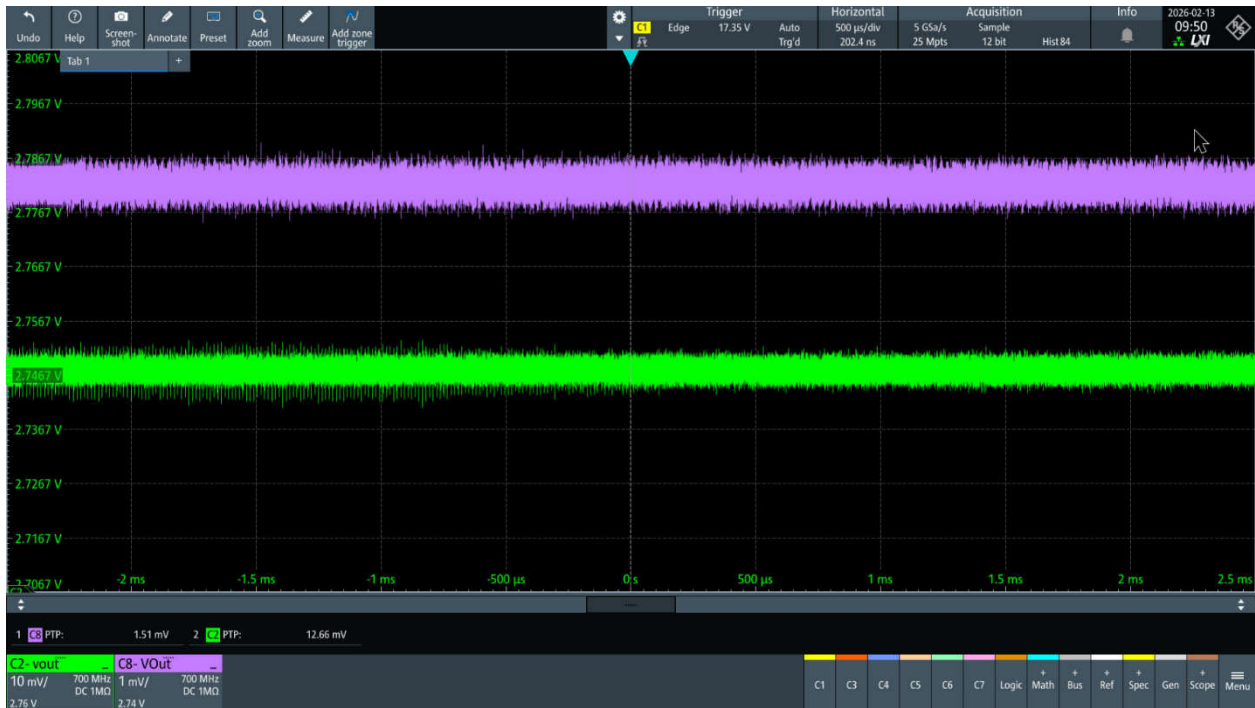 Undo
Help
Screen-
shot
Annotate
Preset
Add
zoom
Measure
Add zone
trigger
Trigger
C1 Edge 17.35 V Auto
Trg'd
Horizontal
500 µs/div
202.4 ns
Acquisition
5 GSa/s Sample
25 Mpts 12 bit Hist 84
Info
2026-02-13
09:50
LXI
R&S
Tab 1 +
2.8067 V
2.7967 V
2.7867 V
2.7767 V
2.7667 V
2.7567 V
2.7467 V
2.7367 V
2.7267 V
2.7167 V
2.7067 V
-2 ms -1.5 ms -1 ms -500 µs 0 s 500 µs 1 ms 1.5 ms 2 ms 2.5 ms
1 C8 PTP: 1.51 mV 2 C2 PTP: 12.66 mV
C2- vout
10 mV/ 700 MHz
DC 1MΩ
2.76 V
C8- VOut
1 mV/ 700 MHz
DC 1MΩ
2.74 V
C1 C3 C4 C5 C6 C7 Logic Math Bus Ref Spec Gen Scope Menu